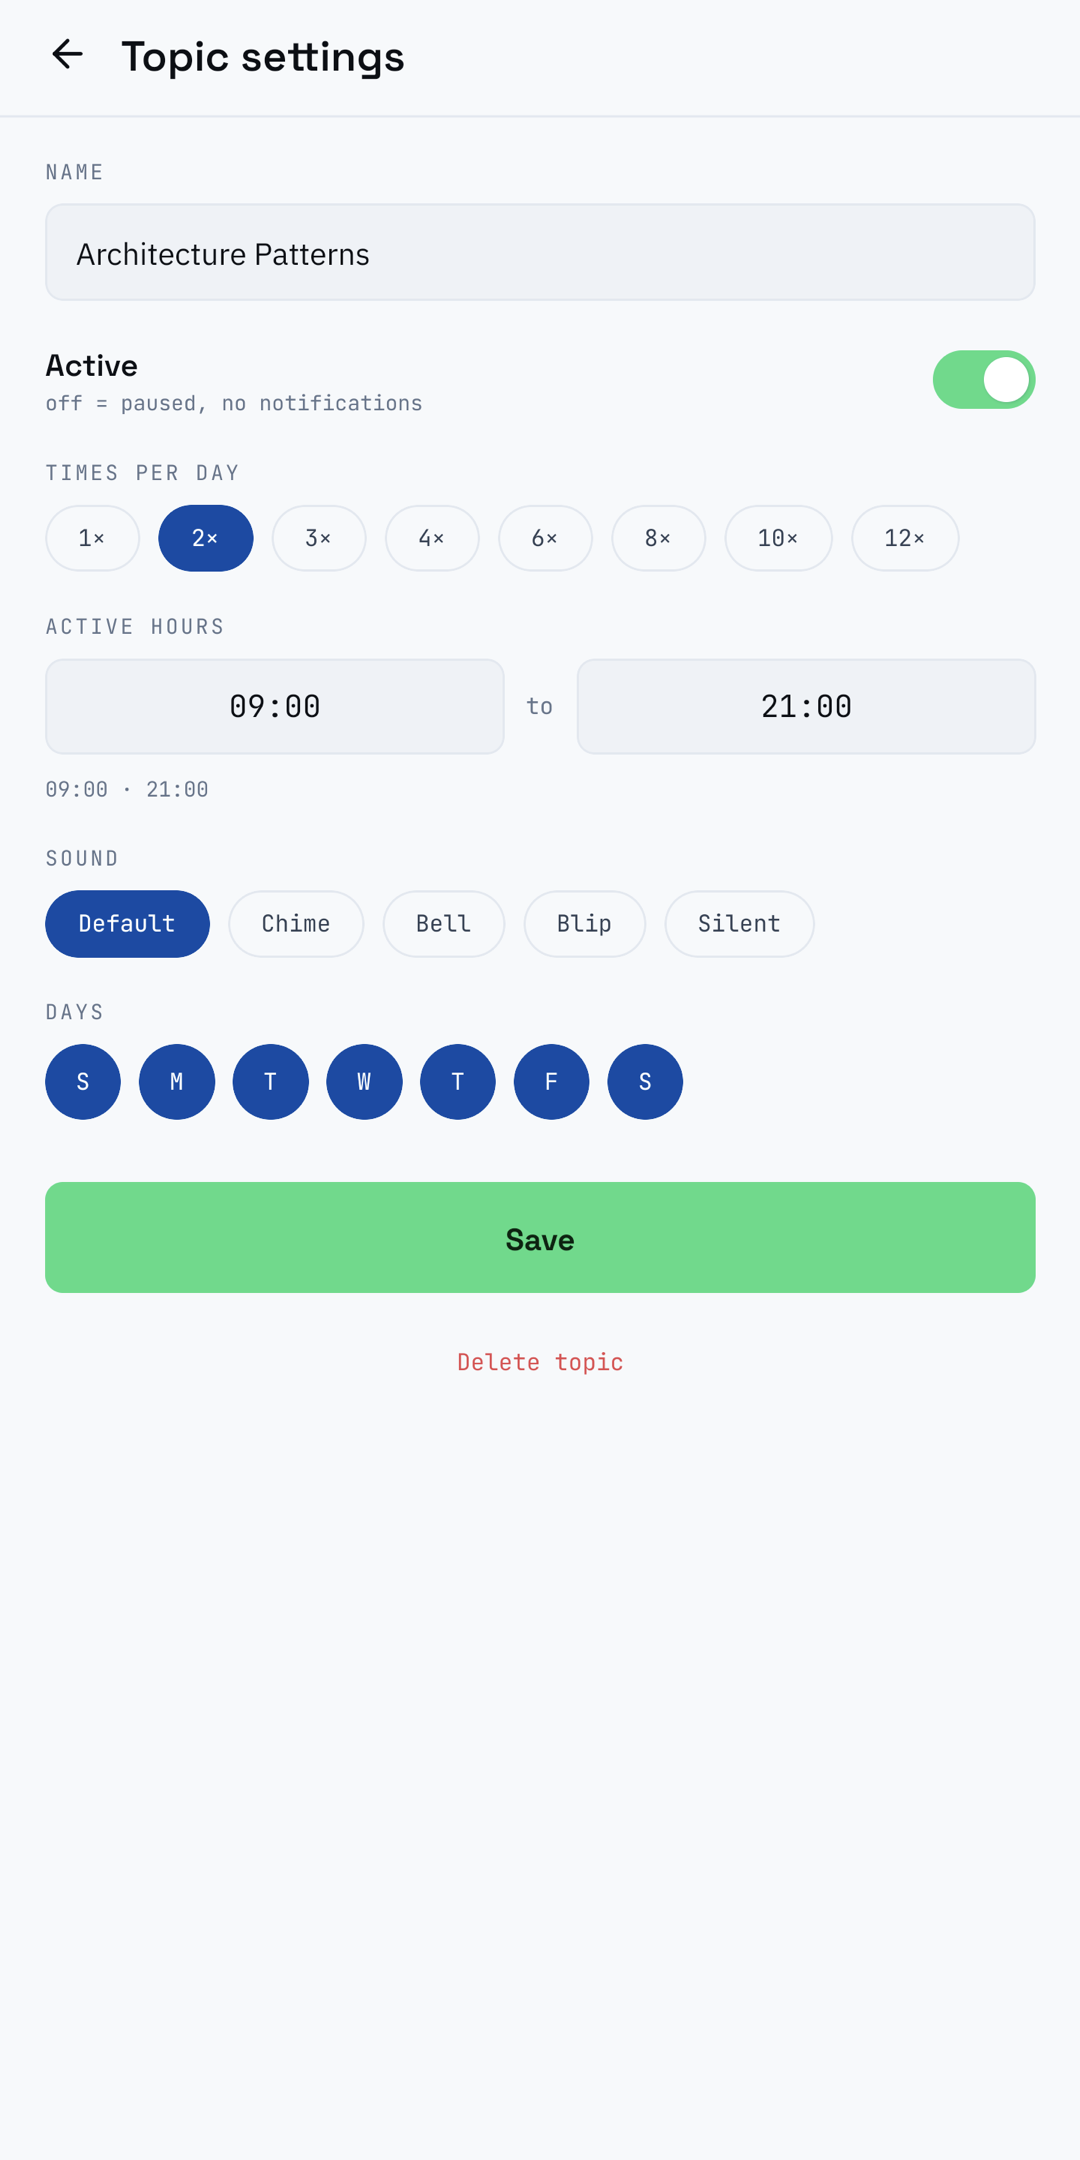 Topic settings
NAME
Architecture Patterns
Active
off = paused, no notifications
TIMES PER DAY
1× 2× 3× 4× 6× 8× 10× 12×
ACTIVE HOURS
09:00 to 21:00
09:00 · 21:00
SOUND
Default Chime Bell Blip Silent
DAYS
S M T W T F S
Save
Delete topic